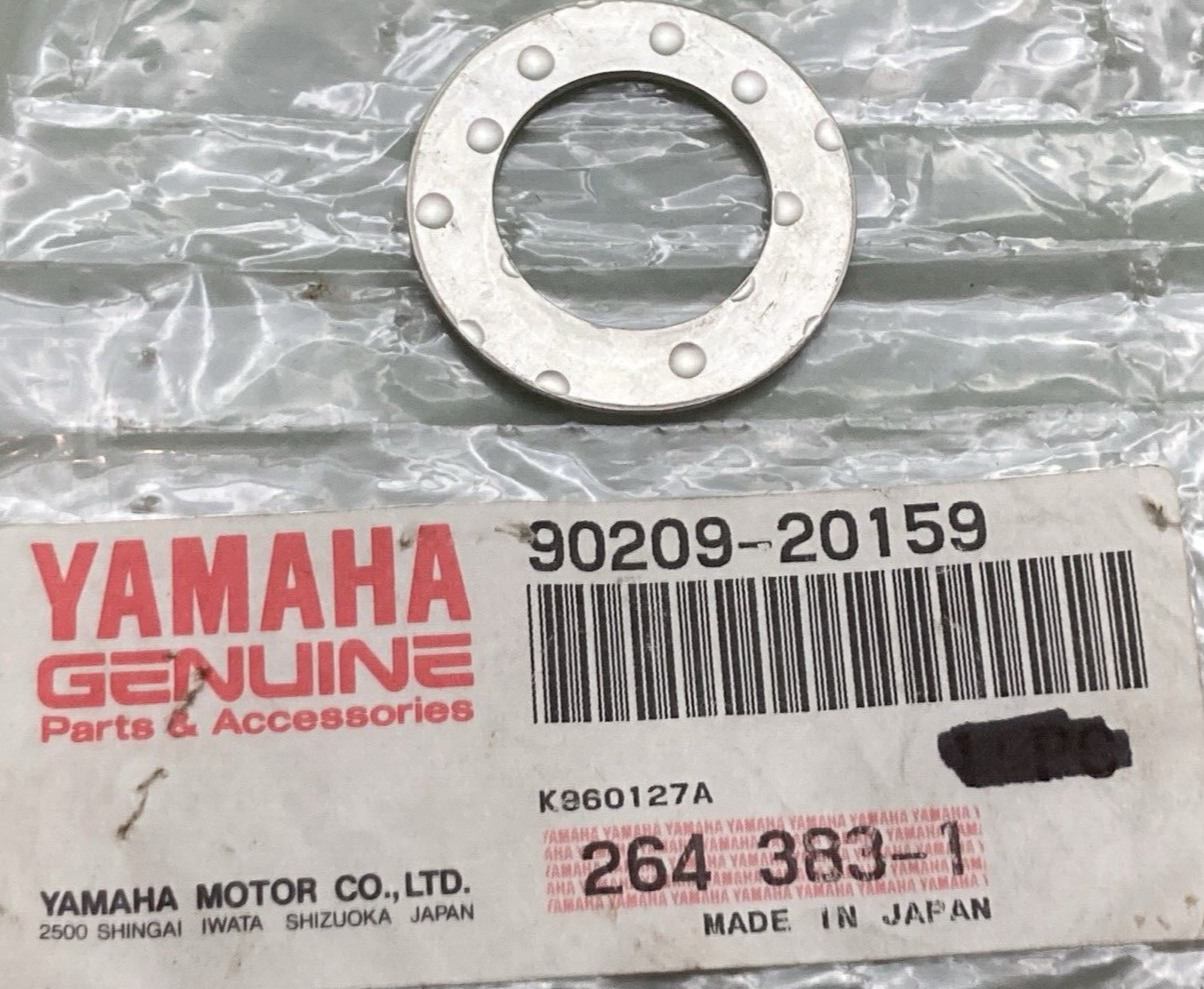 YAMAHA
GENUINE
Parts & Accessories
YAMAHA MOTOR CO.,LTD.
2500 SHINGAI IWATA SHIZUOKA JAPAN
90209-20159
K960127A
264 383-1
MADE IN JAPAN